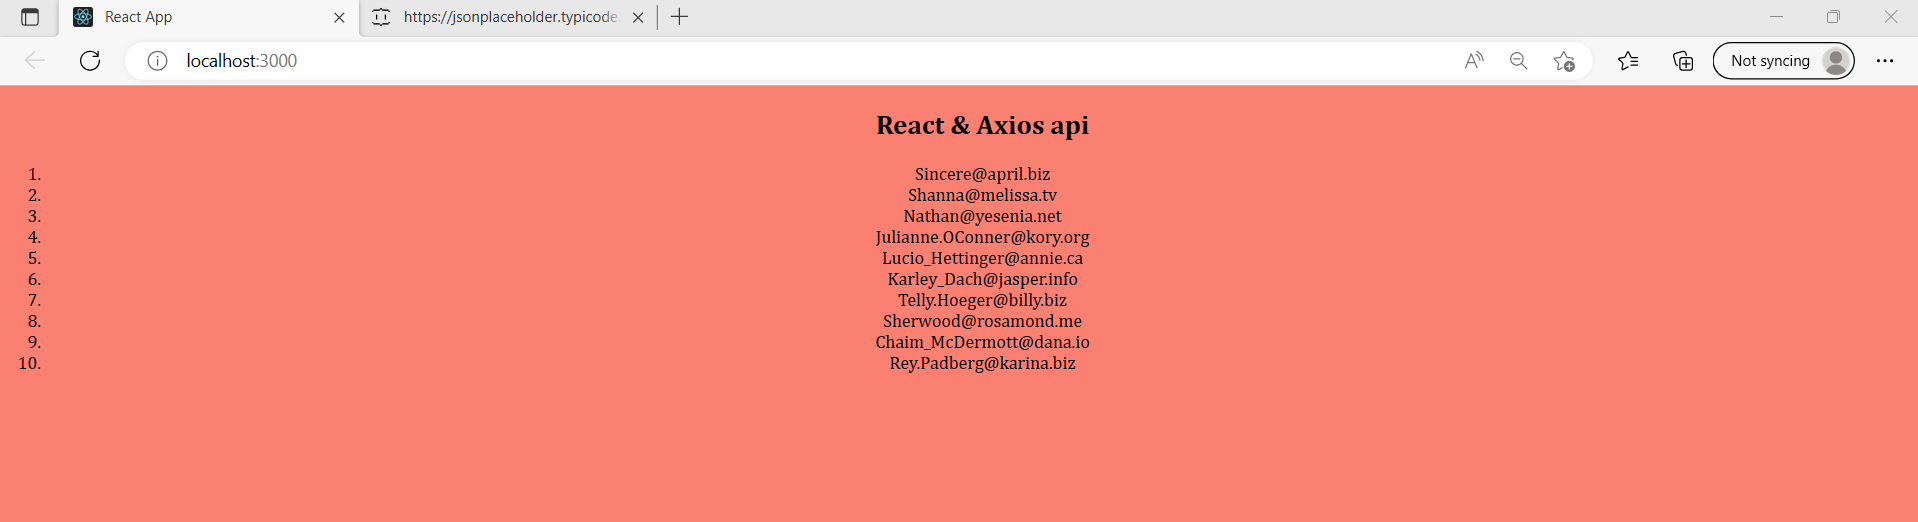 React App
https://jsonplaceholder.typicode.
localhost:3000
Not syncing
React & Axios api
1. Sincere@april.biz
2. Shanna@melissa.tv
3. Nathan@yesenia.net
4. Julianne.OConner@kory.org
5. Lucio_Hettinger@annie.ca
6. Karley_Dach@jasper.info
7. Telly.Hoeger@billy.biz
8. Sherwood@rosamond.me
9. Chaim_McDermott@dana.io
10. Rey.Padberg@karina.biz